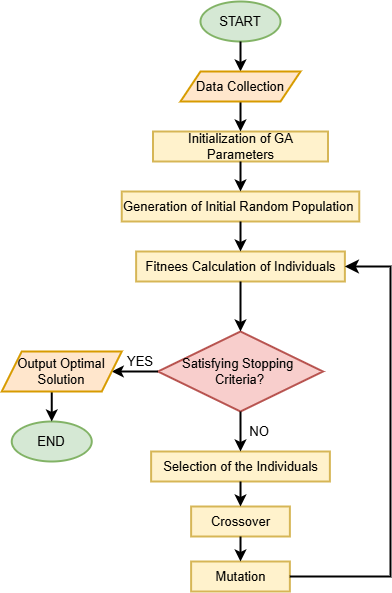 START
Data Collection
Initialization of GA
Parameters
Generation of Initial Random Population
Fitnees Calculation of Individuals
Satisfying Stopping
Criteria?
YES
Output Optimal
Solution
END
NO
Selection of the Individuals
Crossover
Mutation